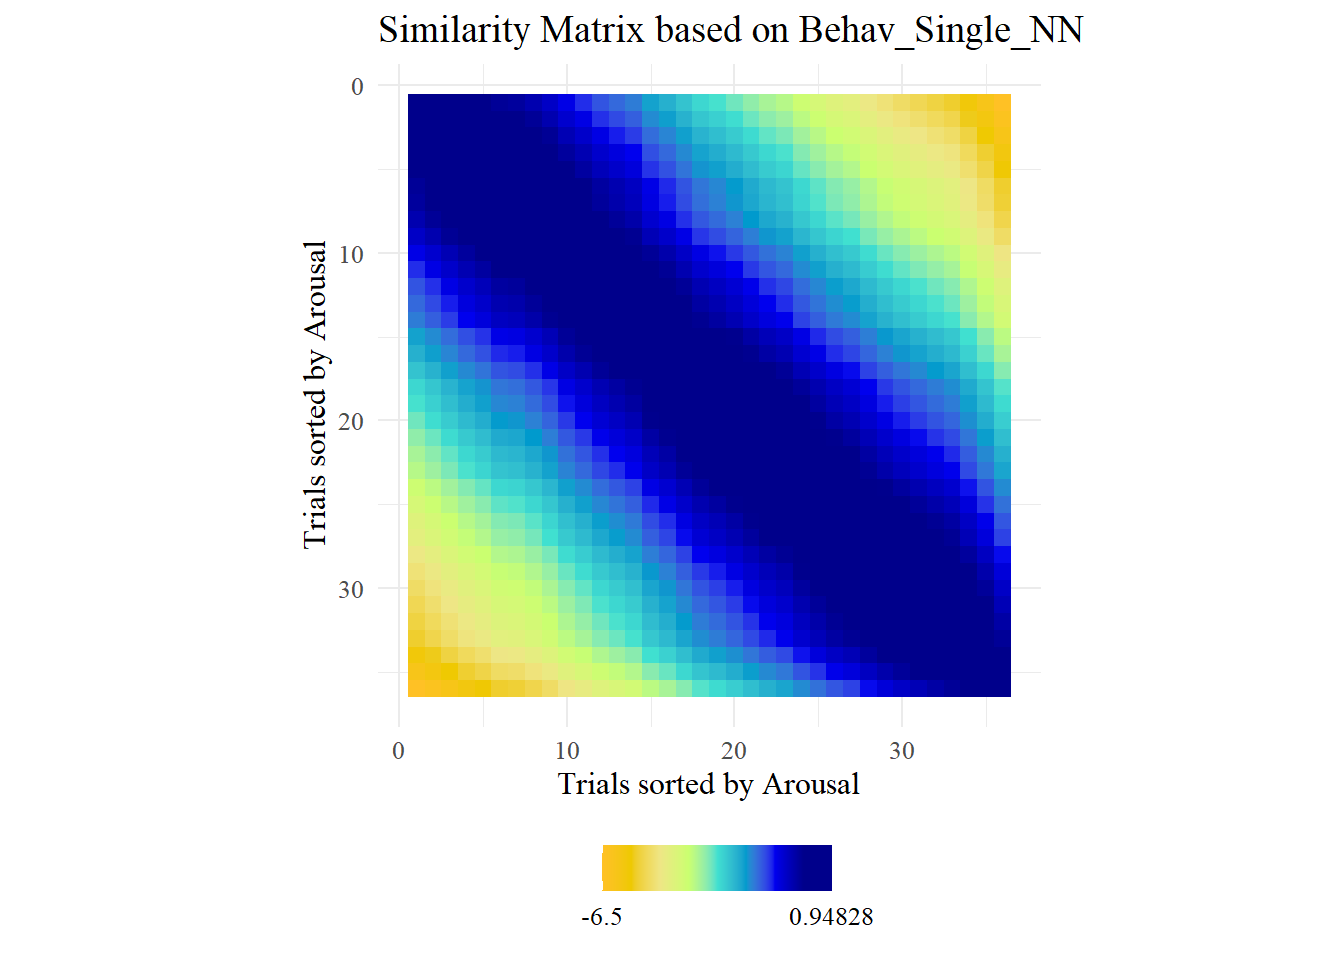 Similarity Matrix based on Behav_Single_NN
0
10
20
30
Trials sorted by Arousal
0 10 20 30
Trials sorted by Arousal
-6.5 0.94828